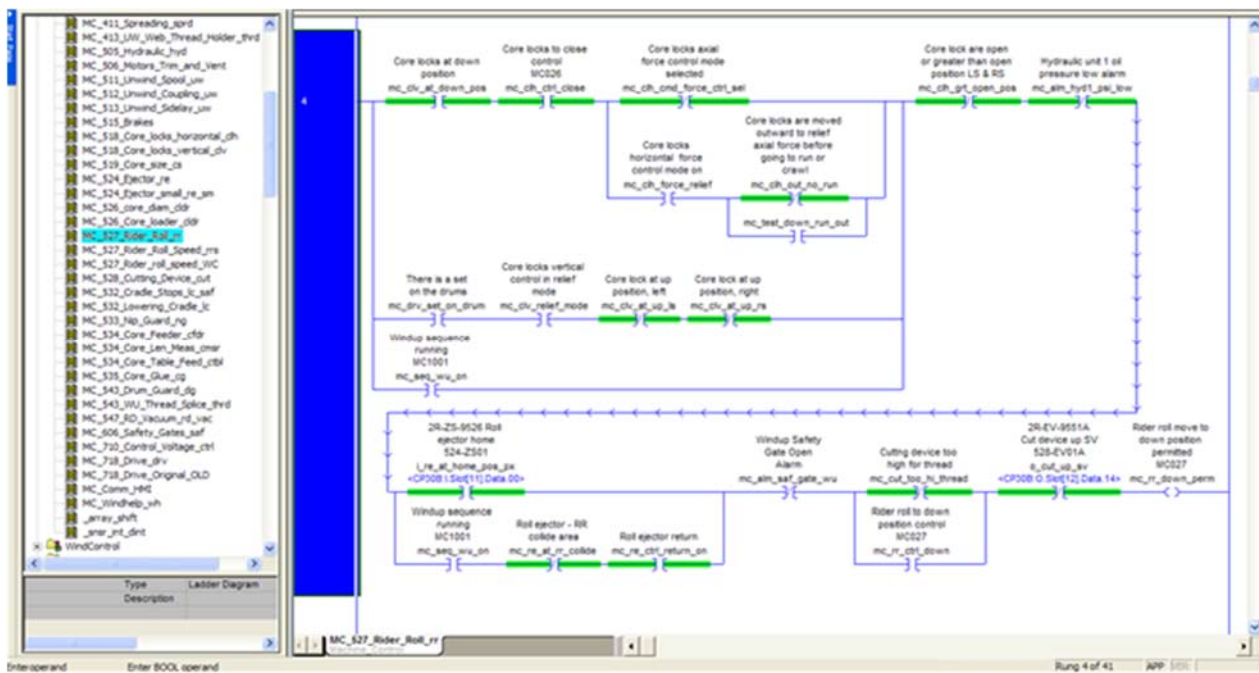 MC_411_Spreading_sprd
MC_413_UW_Web_Thread_Holder_thrd
MC_505_Hydraulic_hyd
MC_506_Motors_Trim_and_Vent
MC_511_Unwind_Spool_uw
MC_512_Unwind_Coupling_uw
MC_513_Unwind_Sidelay_uw
MC_515_Brakes
MC_518_Core_locks_horizontal_clh
MC_518_Core_locks_vertical_clv
MC_519_Core_size_cs
MC_524_Ejector_re
MC_524_Ejector_small_re_sm
MC_526_core_diam_cldr
MC_526_Core_loader_cldr
MC_527_Rider_Roll_rr
MC_527_Rider_Roll_Speed_rrs
MC_527_Rider_roll_speed_WC
MC_528_Cutting_Device_cut
MC_532_Cradle_Stops_lc_saf
MC_532_Lowering_Cradle_lc
MC_533_Nip_Guard_ng
MC_534_Core_Feeder_cfdr
MC_534_Core_Len_Meas_cmsr
MC_534_Core_Table_Feed_ctbl
MC_535_Core_Glue_cg
MC_543_Drum_Guard_dg
MC_543_WU_Thread_Splice_thrd
MC_547_RD_Vacuum_rd_vac
MC_606_Safety_Gates_saf
MC_710_Control_Voltage_ctrl
MC_718_Drive_drv
MC_718_Drive_Original_OLD
MC_Comm_HMI
MC_Windhelp_wh
_array_shift
_snsr_int_dint
WindControl
Type Ladder Diagram
Description
4
Core locks at down
position
mc_clv_at_down_pos
Core locks to close
control
MC026
mc_clh_ctrl_close
Core locks axial
force control mode
selected
mc_clh_cmd_force_ctrl_sel
Core lock are open
or greater than open
position LS & RS
mc_clh_grt_open_pos
Hydraulic unit 1 oil
pressure low alarm
mc_alm_hyd1_psi_low
Core locks
horizontal force
control mode on
mc_clh_force_relief
Core locks are moved
outward to relief
axial force before
going to run or
crawl
mc_clh_out_no_run
mc_test_down_run_out
There is a set
on the drums
mc_drv_set_on_drum
Core locks vertical
control in relief
mode
mc_clv_relief_mode
Core lock at up
position, left
mc_clv_at_up_ls
Core lock at up
position, right
mc_clv_at_up_rs
Windup sequence
running
MC1001
mc_seq_wu_on
2R-ZS-9526 Roll
ejector home
524-ZS01
i_re_at_home_pos_px
<CP30B:I.Slot[11].Data.00>
Windup Safety
Gate Open
Alarm
mc_alm_saf_gate_wu
Cuttng device too
high for thread
mc_cut_too_hi_thread
2R-EV-9551A
Cut device up SV
528-EV01A
o_cut_up_sv
<CP30B:O.Slot[12].Data.14>
Rider roll move to
down position
permitted
MC027
mc_rr_down_perm
Windup sequence
running
MC1001
mc_seq_wu_on
Roll ejector - RR
collide area
mc_re_at_rr_collide
Roll ejector return
mc_re_ctrl_return_on
Rider roll to down
position control
MC027
mc_rr_ctrl_down
MC_527_Rider_Roll_rr
Machine_Control
Enter operand
Enter BOOL operand
Rung 4 of 41
APP
VER